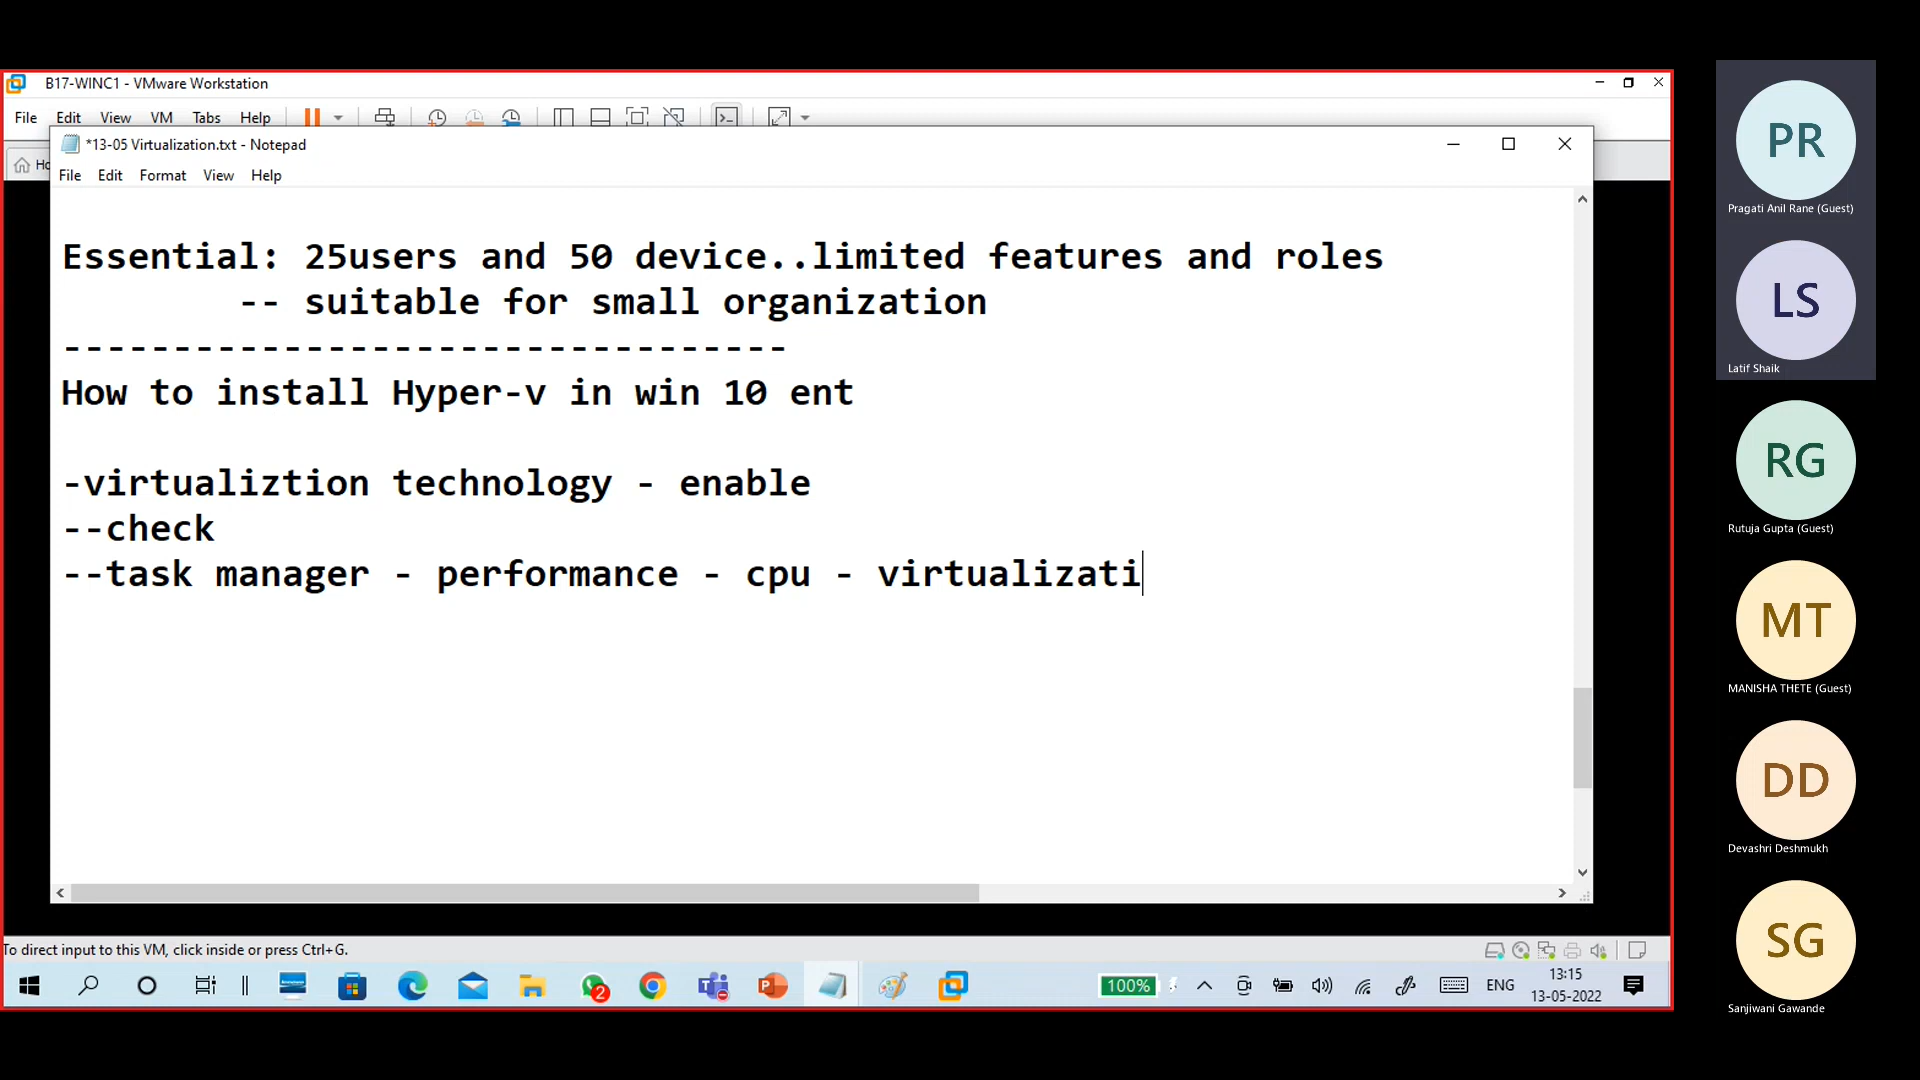 B17-WINC1 - VMware Workstation
File Edit View VM Tabs Help
Ho
*13-05 Virtualization.txt - Notepad
File Edit Format View Help
Essential: 25users and 50 device..limited features and roles
-- suitable for small organization
---------------------------------
How to install Hyper-v in win 10 ent
-virtualiztion technology - enable
--check
--task manager - performance - cpu - virtualizati
To direct input to this VM, click inside or press Ctrl+G.
2
100%
ENG
13:15
13-05-2022
PR
Pragati Anil Rane (Guest)
LS
Latif Shaik
RG
Rutuja Gupta (Guest)
MT
MANISHA THETE (Guest)
DD
Devashri Deshmukh
SG
Sanjiwani Gawande